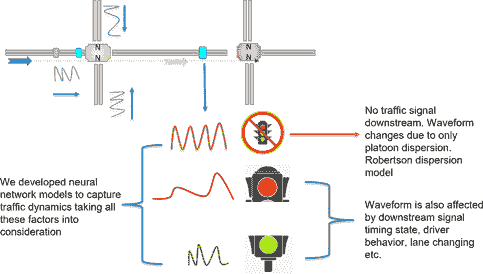 N
N
N
N
No traffic signal
downstream. Waveform
changes due to only
platoon dispersion.
Robertson dispersion
model
We developed neural
network models to capture
traffic dynamics taking all
these factors into
consideration
Waveform is also affected
by downstream signal
timing state, driver
behavior, lane changing
etc.